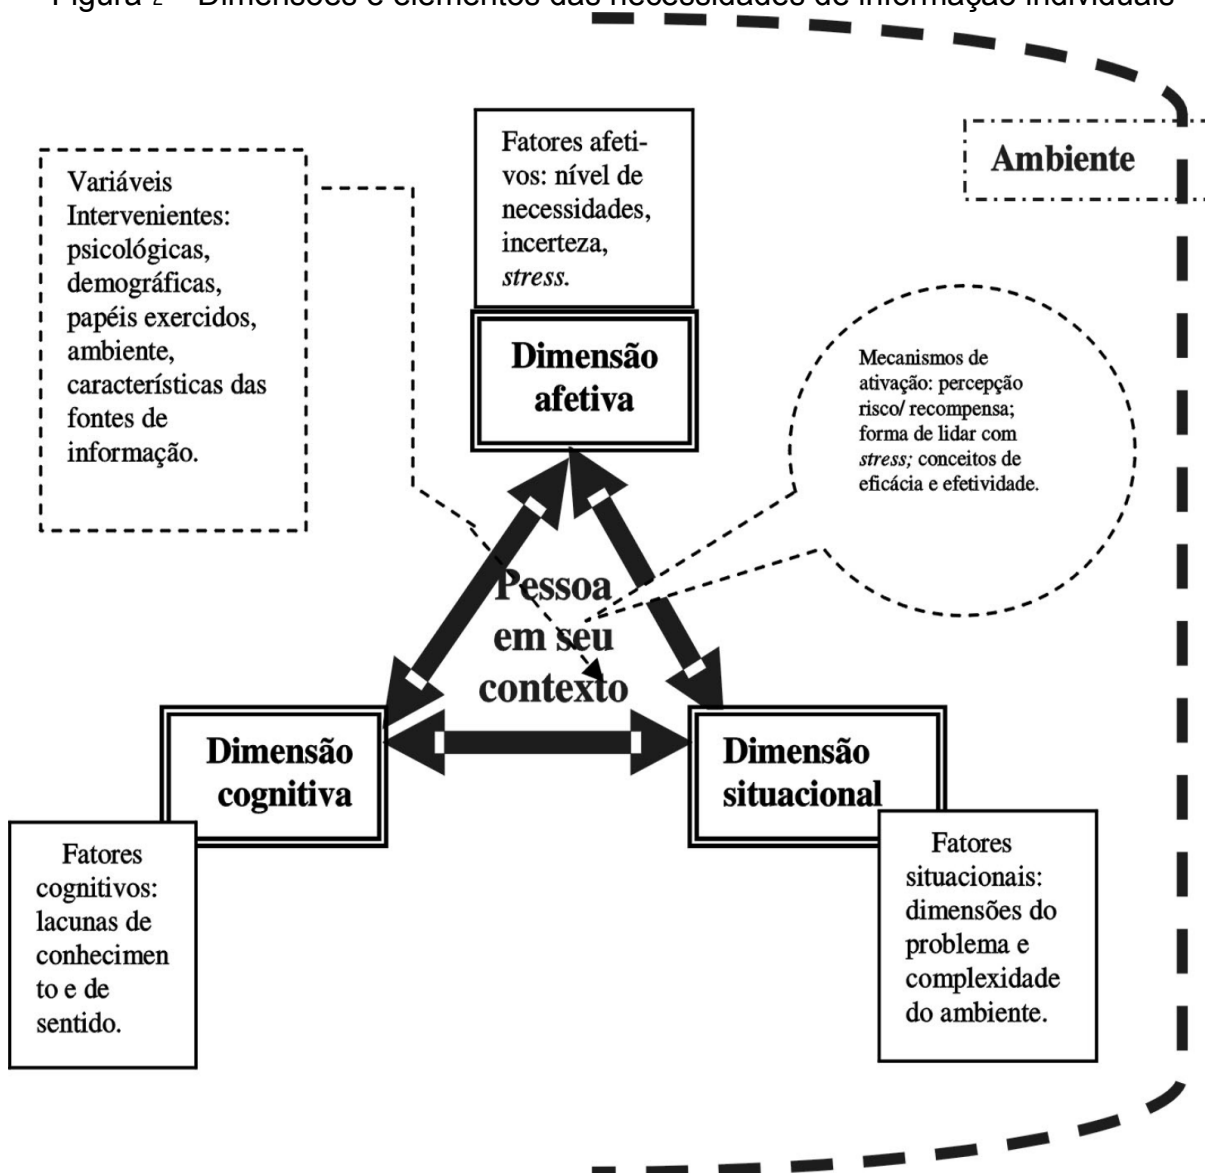 Dimensões e elementos das necessidades de informação individuais
Ambiente
Fatores afeti-
vos: nível de
necessidades,
incerteza,
stress.
Variáveis
Intervenientes:
psicológicas,
demográficas,
papéis exercidos,
ambiente,
características das
fontes de
informação.
Dimensão
afetiva
Mecanismos de
ativação: percepção
risco/ recompensa;
forma de lidar com
stress; conceitos de
eficácia e efetividade.
Pessoa
em seu
contexto
Dimensão
cognitiva
Dimensão
situacional
Fatores
cognitivos:
lacunas de
conhecimen
to e de
sentido.
Fatores
situacionais:
dimensões do
problema e
complexidade
do ambiente.